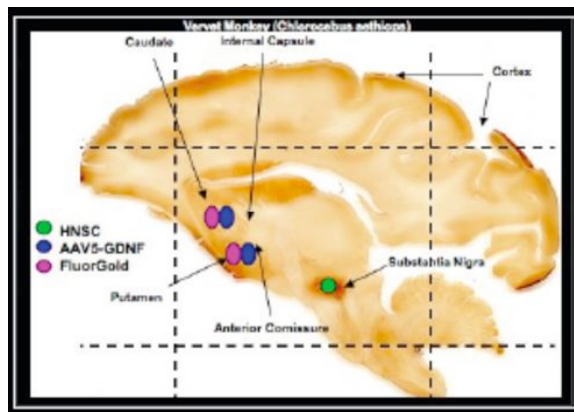 Vervet Monkey (Chlorocebus aethiops)
Caudate
Internal Capsule
Cortex
HNSC
AAV5-GDNF
FluorGold
Substahtia Nigra
Putamen
Anterior Comissure